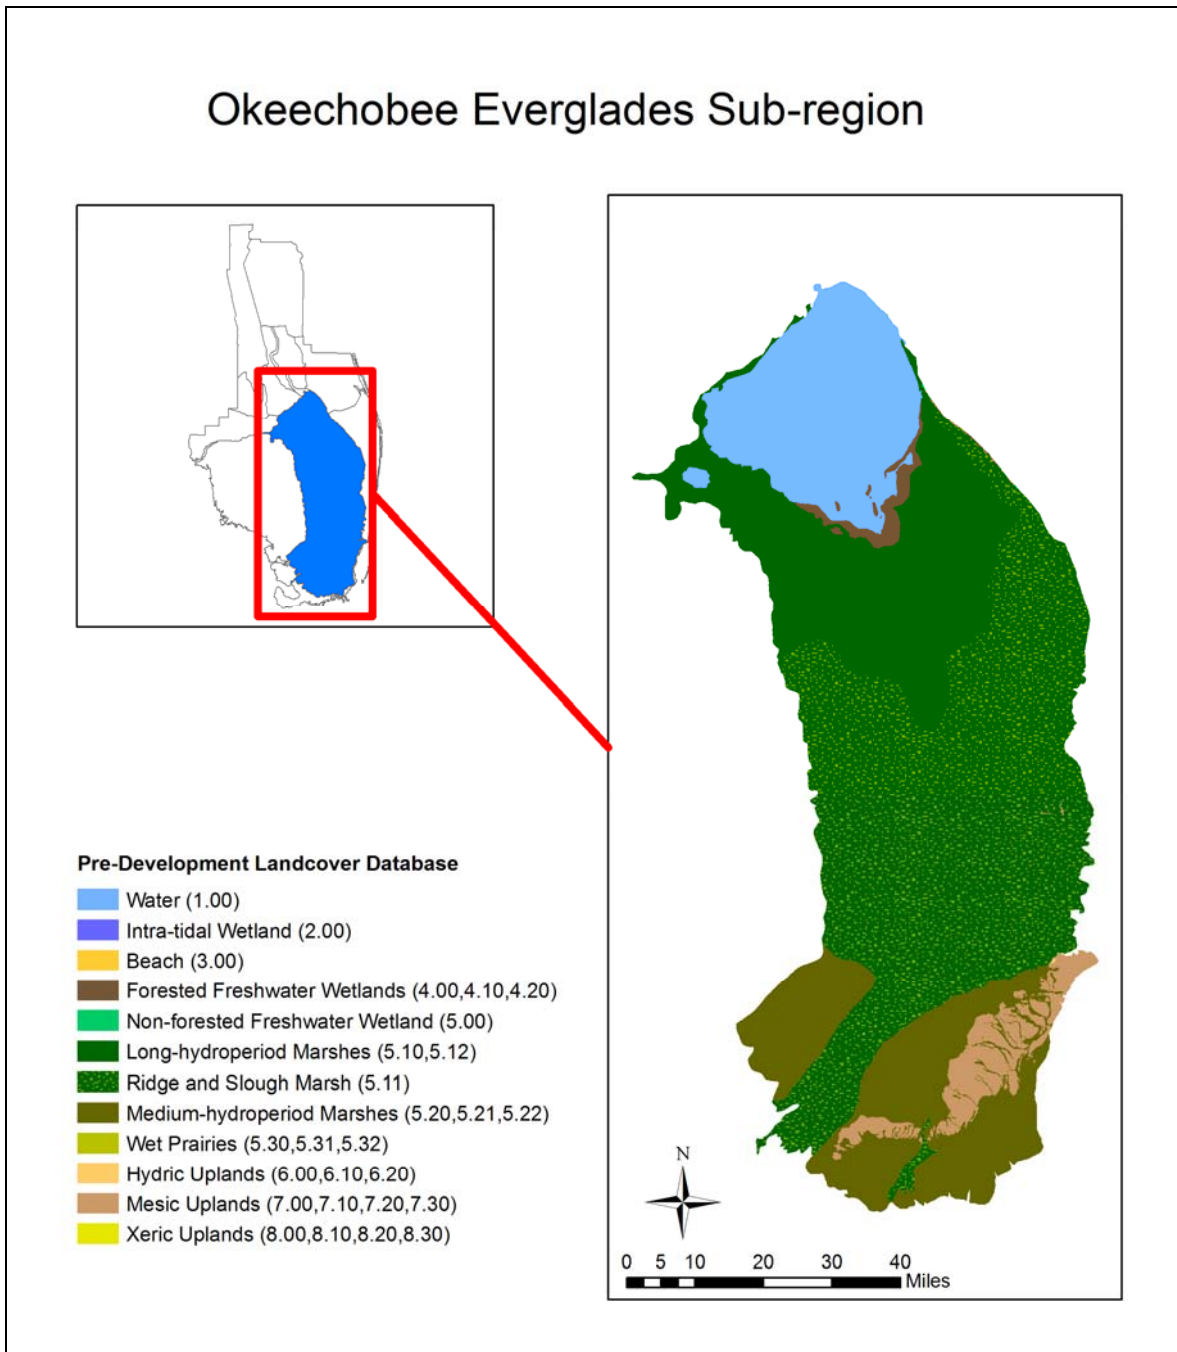 Okeechobee Everglades Sub-region
Pre-Development Landcover Database
Water (1.00)
Intra-tidal Wetland (2.00)
Beach (3.00)
Forested Freshwater Wetlands (4.00,4.10,4.20)
Non-forested Freshwater Wetland (5.00)
Long-hydroperiod Marshes (5.10,5.12)
Ridge and Slough Marsh (5.11)
Medium-hydroperiod Marshes (5.20,5.21,5.22)
Wet Prairies (5.30,5.31,5.32)
Hydric Uplands (6.00,6.10,6.20)
Mesic Uplands (7.00,7.10,7.20,7.30)
Xeric Uplands (8.00,8.10,8.20,8.30)
N
0 5 10 20 30 40
Miles